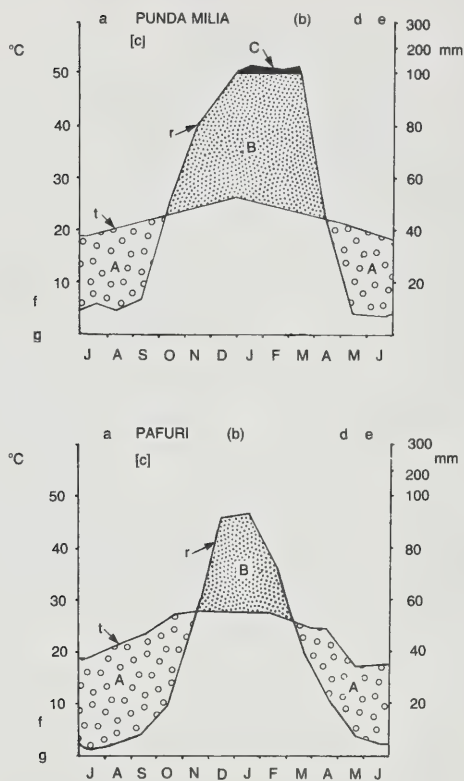 a PUNDA MILIA (b) d e
[c]
°C
mm
300
200
100
80
60
40
20
50
40
30
20
10
C
r
B
t
A
A
f
g
J A S O N D J F M A M J
a PAFURI (b) d e
[c]
°C
mm
300
200
100
80
60
40
20
50
40
30
20
10
r
B
t
A
A
f
g
J A S O N D J F M A M J